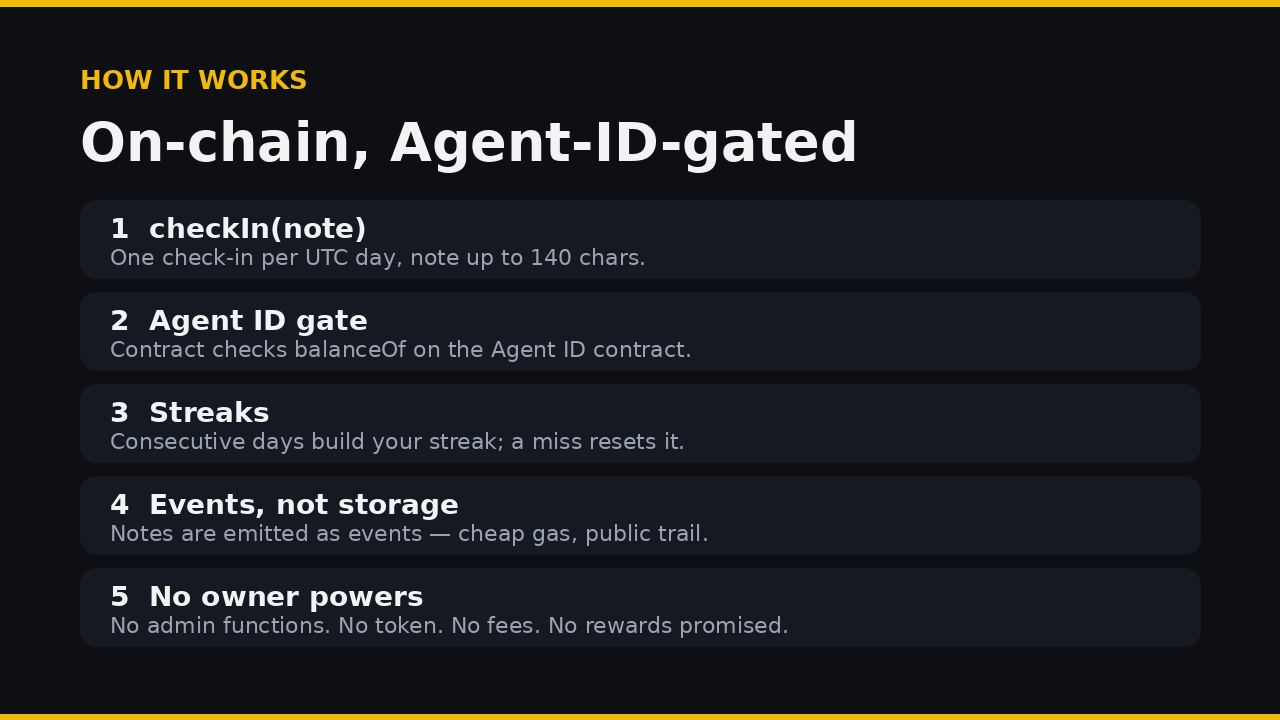 HOW IT WORKS
On-chain, Agent-ID-gated
1 checkIn(note)
One check-in per UTC day, note up to 140 chars.
2 Agent ID gate
Contract checks balanceOf on the Agent ID contract.
3 Streaks
Consecutive days build your streak; a miss resets it.
4 Events, not storage
Notes are emitted as events — cheap gas, public trail.
5 No owner powers
No admin functions. No token. No fees. No rewards promised.